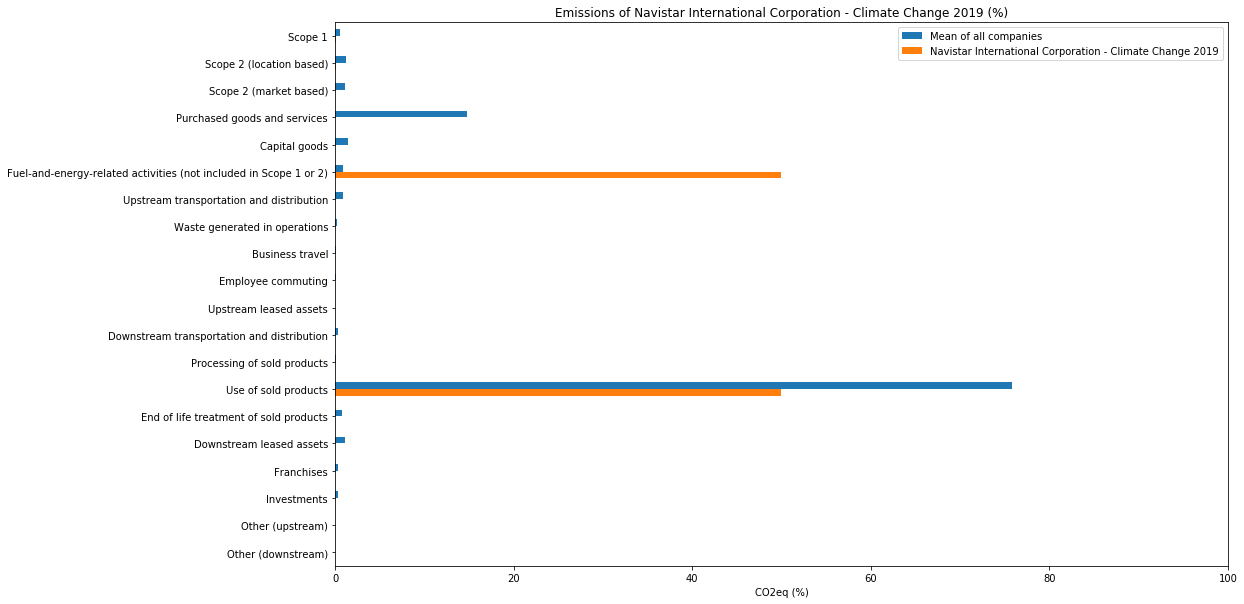 Emissions of Navistar International Corporation - Climate Change 2019 (%)
Mean of all companies
Navistar International Corporation - Climate Change 2019
Scope 1
Scope 2 (location based)
Scope 2 (market based)
Purchased goods and services
Capital goods
Fuel-and-energy-related activities (not included in Scope 1 or 2)
Upstream transportation and distribution
Waste generated in operations
Business travel
Employee commuting
Upstream leased assets
Downstream transportation and distribution
Processing of sold products
Use of sold products
End of life treatment of sold products
Downstream leased assets
Franchises
Investments
Other (upstream)
Other (downstream)
0 20 40 60 80 100
CO2eq (%)